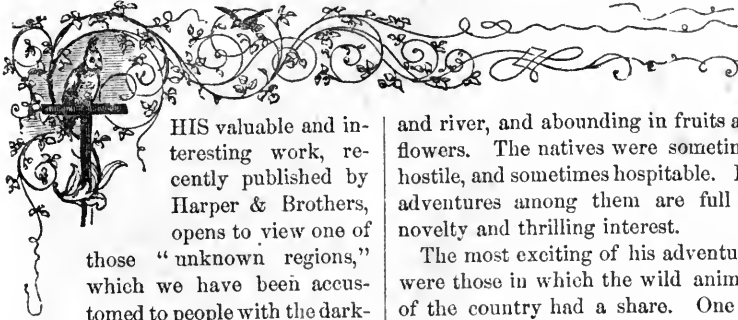 THIS valuable and in-
teresting work, re-
cently published by
Harper & Brothers,
opens to view one of
those "unknown regions,"
which we have been accus-
tomed to people with the dark-
and river, and abounding in fruits a
flowers. The natives were sometim
hostile, and sometimes hospitable.
adventures among them are full
novelty and thrilling interest.
The most exciting of his adventu
were those in which the wild anim
of the country had a share. One